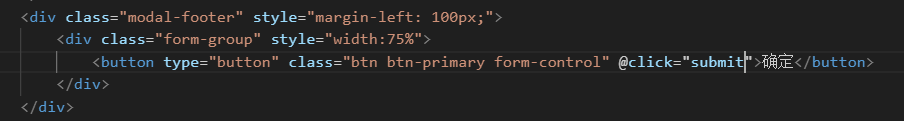 <div class="modal-footer" style="margin-left: 100px;">
<div class="form-group" style="width:75%">
<button type="button" class="btn btn-primary form-control" @click="submit">确定</button>
</div>
</div>